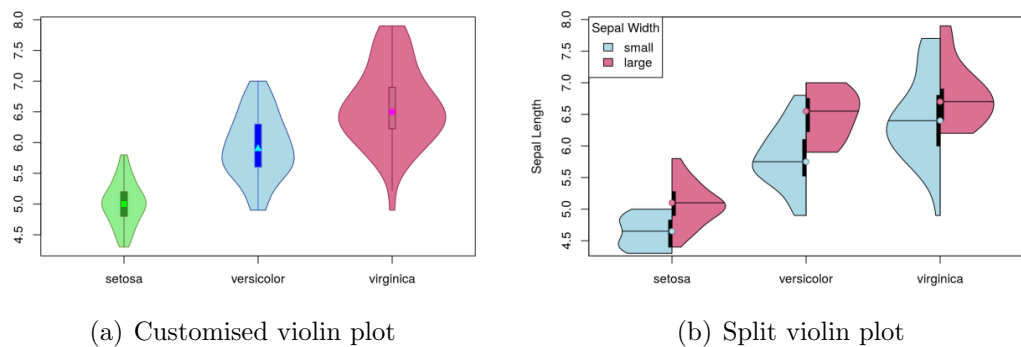 8.0
7.5
7.0
6.5
6.0
5.5
5.0
4.5
setosa
versicolor
virginica
(a) Customised violin plot
Sepal Length
8.0
7.5
7.0
6.5
6.0
5.5
5.0
4.5
Sepal Width
small
large
setosa
versicolor
virginica
(b) Split violin plot